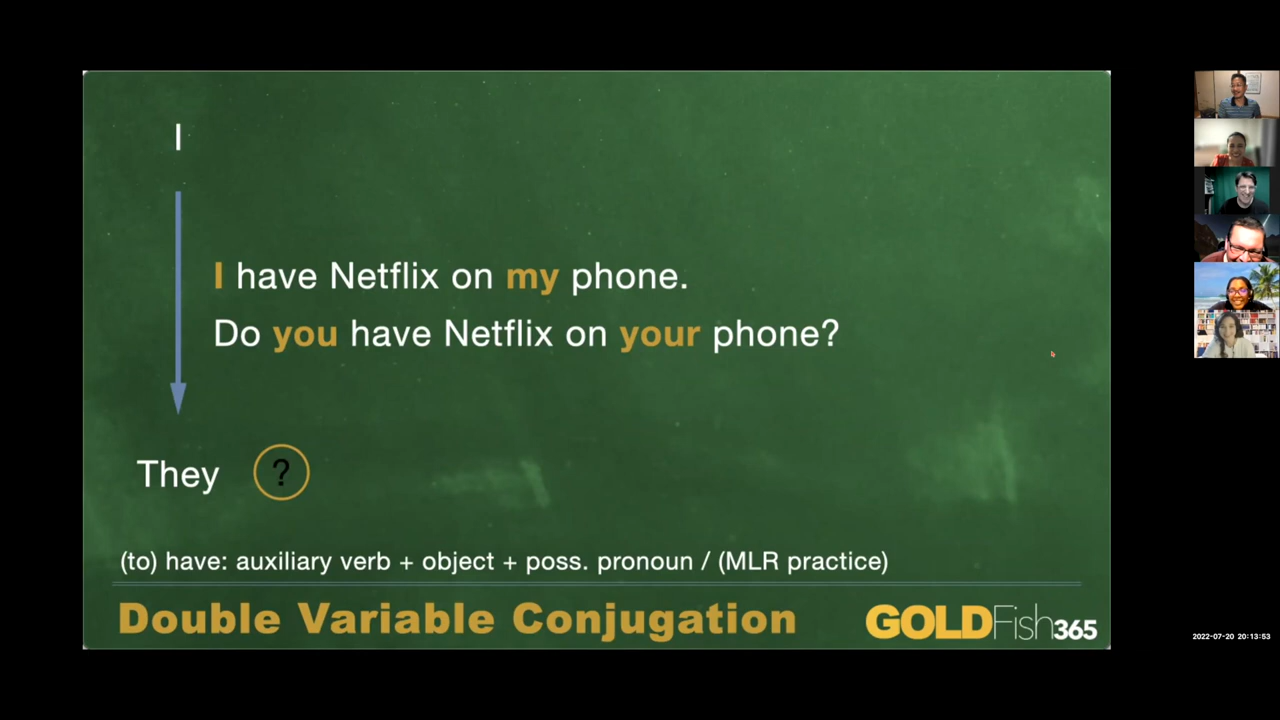 I
I have Netflix on my phone.
Do you have Netflix on your phone?
They ?
(to) have: auxiliary verb + object + poss. pronoun / (MLR practice)
Double Variable Conjugation
GOLDFish365
2022-07-20 20:13:53